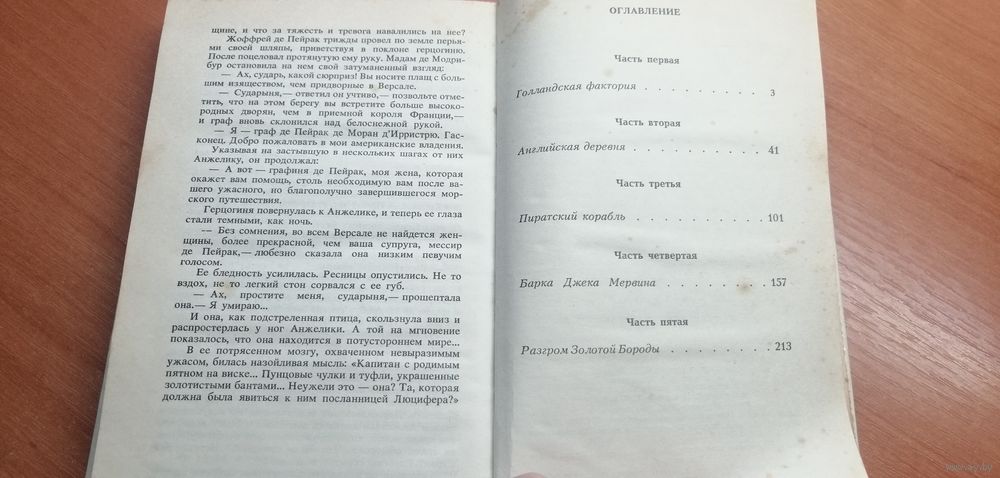 щине, и что за тяжесть и тревога навалились на нее?
Жоффрей де Пейрак трижды провел по земле перья-
ми своей шляпы, приветствуя в поклоне герцогиню.
После поцеловал протянутую ему руку. Мадам де Модри-
бур остановила на нем свой затуманенный взгляд:
— Ах, сударь, какой сюрприз! Вы носите плащ с боль-
шим изяществом, чем придворные в Версале.
— Сударыня,— ответил он учтиво,— позвольте отме-
тить, что на этом берегу вы встретите больше высоко-
родных дворян, чем в приемной короля Франции,—
и граф вновь склонился над белоснежной рукой.
— Я — граф де Пейрак де Моран д'Ирристрю. Гас-
конец. Добро пожаловать в мои американские владения.
Указывая на застывшую в нескольких шагах от них
Анжелику, он продолжал:
— А вот — графиня де Пейрак, моя жена, которая
окажет вам помощь, столь необходимую вам после ва-
шего ужасного, но благополучно завершившегося мор-
ского путешествия.
Герцогиня повернулась к Анжелике, и теперь ее глаза
стали темными, как ночь.
— Без сомнения, во всем Версале не найдется жен-
щины, более прекрасной, чем ваша супруга, мессир
де Пейрак,— любезно сказала она низким певучим
голосом.
Ее бледность усилилась. Ресницы опустились. Не то
вздох, не то легкий стон сорвался с ее губ.
— Ах, простите меня, сударыня,— прошептала
она.— Я умираю...
И она, как подстреленная птица, скользнула вниз и
распростерлась у ног Анжелики. А той на мгновение
показалось, что она находится в потустороннем мире...
В ее потрясенном мозгу, охваченном невыразимым
ужасом, билась назойливая мысль: «Капитан с родимым
пятном на виске... Пунцовые чулки и туфли, украшенные
золотистыми бантами... Неужели это — она? Та, которая
должна была явиться к ним посланницей Люцифера?»
ОГЛАВЛЕНИЕ
Часть первая
Голландская фактория . . . . . . . . 3
Часть вторая
Английская деревня . . . . . . . . . 41
Часть третья
Пиратский корабль . . . . . . . . . . 101
Часть четвертая
Барка Джека Мервина . . . . . . . . 157
Часть пятая
Разгром Золотой Бороды . . . . . . . 213